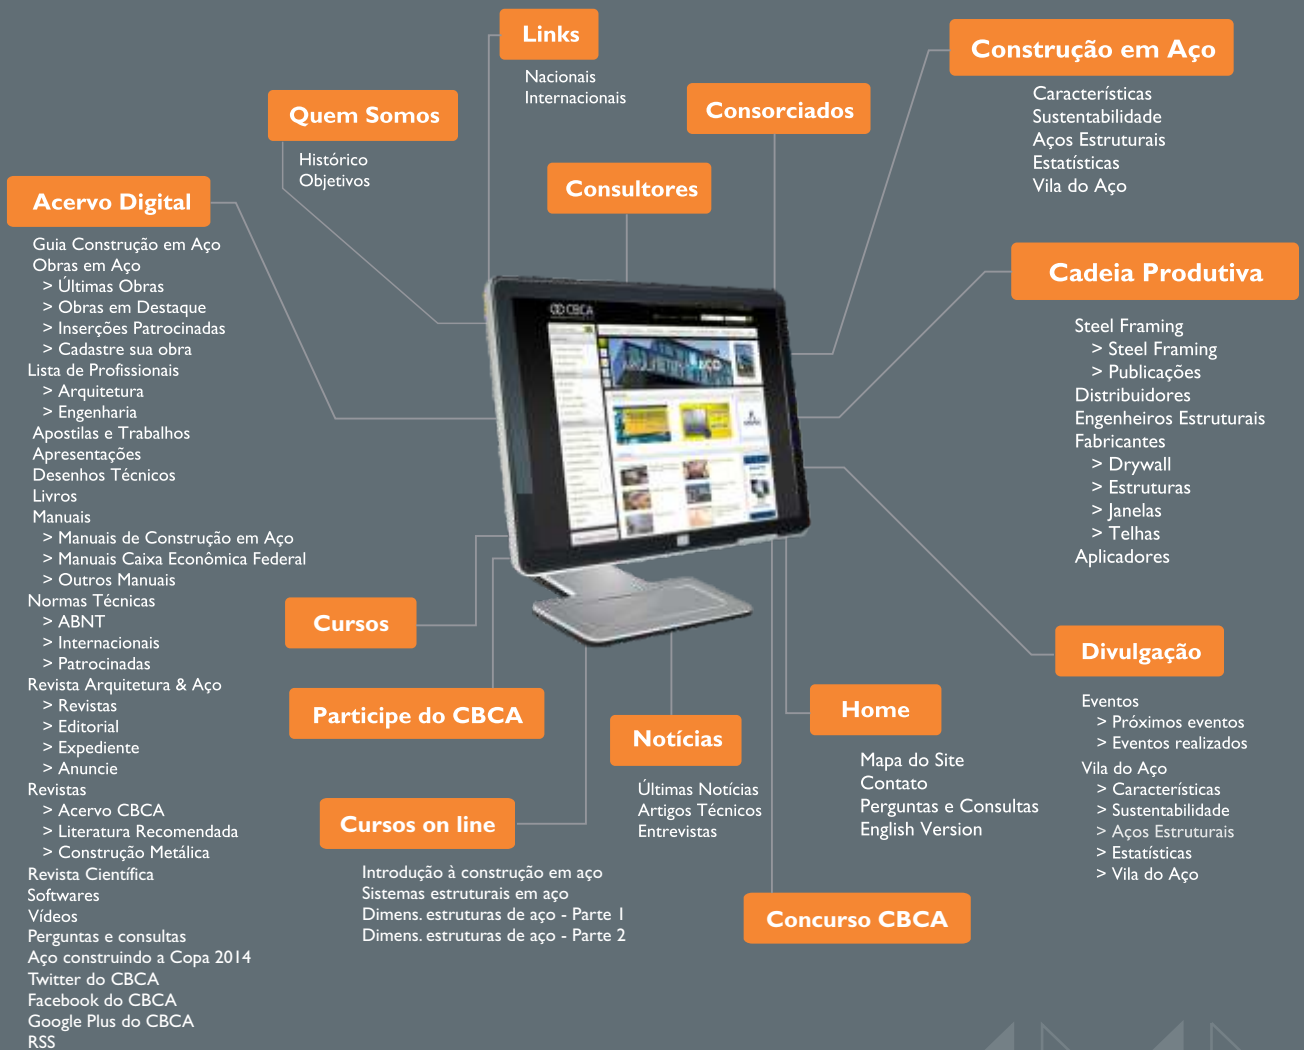 Links
Nacionais
Internacionais
Quem Somos
Histórico
Objetivos
Consorciados
Consultores
Construção em Aço
Características
Sustentabilidade
Aços Estruturais
Estatísticas
Vila do Aço
Acervo Digital
Guia Construção em Aço
Obras em Aço
> Últimas Obras
> Obras em Destaque
> Inserções Patrocinadas
> Cadastre sua obra
Lista de Profissionais
> Arquitetura
> Engenharia
Apostilas e Trabalhos
Apresentações
Desenhos Técnicos
Livros
Manuais
> Manuais de Construção em Aço
> Manuais Caixa Econômica Federal
> Outros Manuais
Normas Técnicas
> ABNT
> Internacionais
> Patrocinadas
Revista Arquitetura & Aço
> Revistas
> Editorial
> Expediente
> Anuncie
Revistas
> Acervo CBCA
> Literatura Recomendada
> Construção Metálica
Revista Científica
Softwares
Vídeos
Perguntas e consultas
Aço construindo a Copa 2014
Twitter do CBCA
Facebook do CBCA
Google Plus do CBCA
RSS
CBCA
Cadeia Produtiva
Steel Framing
> Steel Framing
> Publicações
Distribuidores
Engenheiros Estruturais
Fabricantes
> Drywall
> Estruturas
> Janelas
> Telhas
Aplicadores
Cursos
Participe do CBCA
Cursos on line
Introdução à construção em aço
Sistemas estruturais em aço
Dimens. estruturas de aço - Parte 1
Dimens. estruturas de aço - Parte 2
Notícias
Últimas Notícias
Artigos Técnicos
Entrevistas
Home
Mapa do Site
Contato
Perguntas e Consultas
English Version
Concurso CBCA
Divulgação
Eventos
> Próximos eventos
> Eventos realizados
Vila do Aço
> Características
> Sustentabilidade
> Aços Estruturais
> Estatísticas
> Vila do Aço